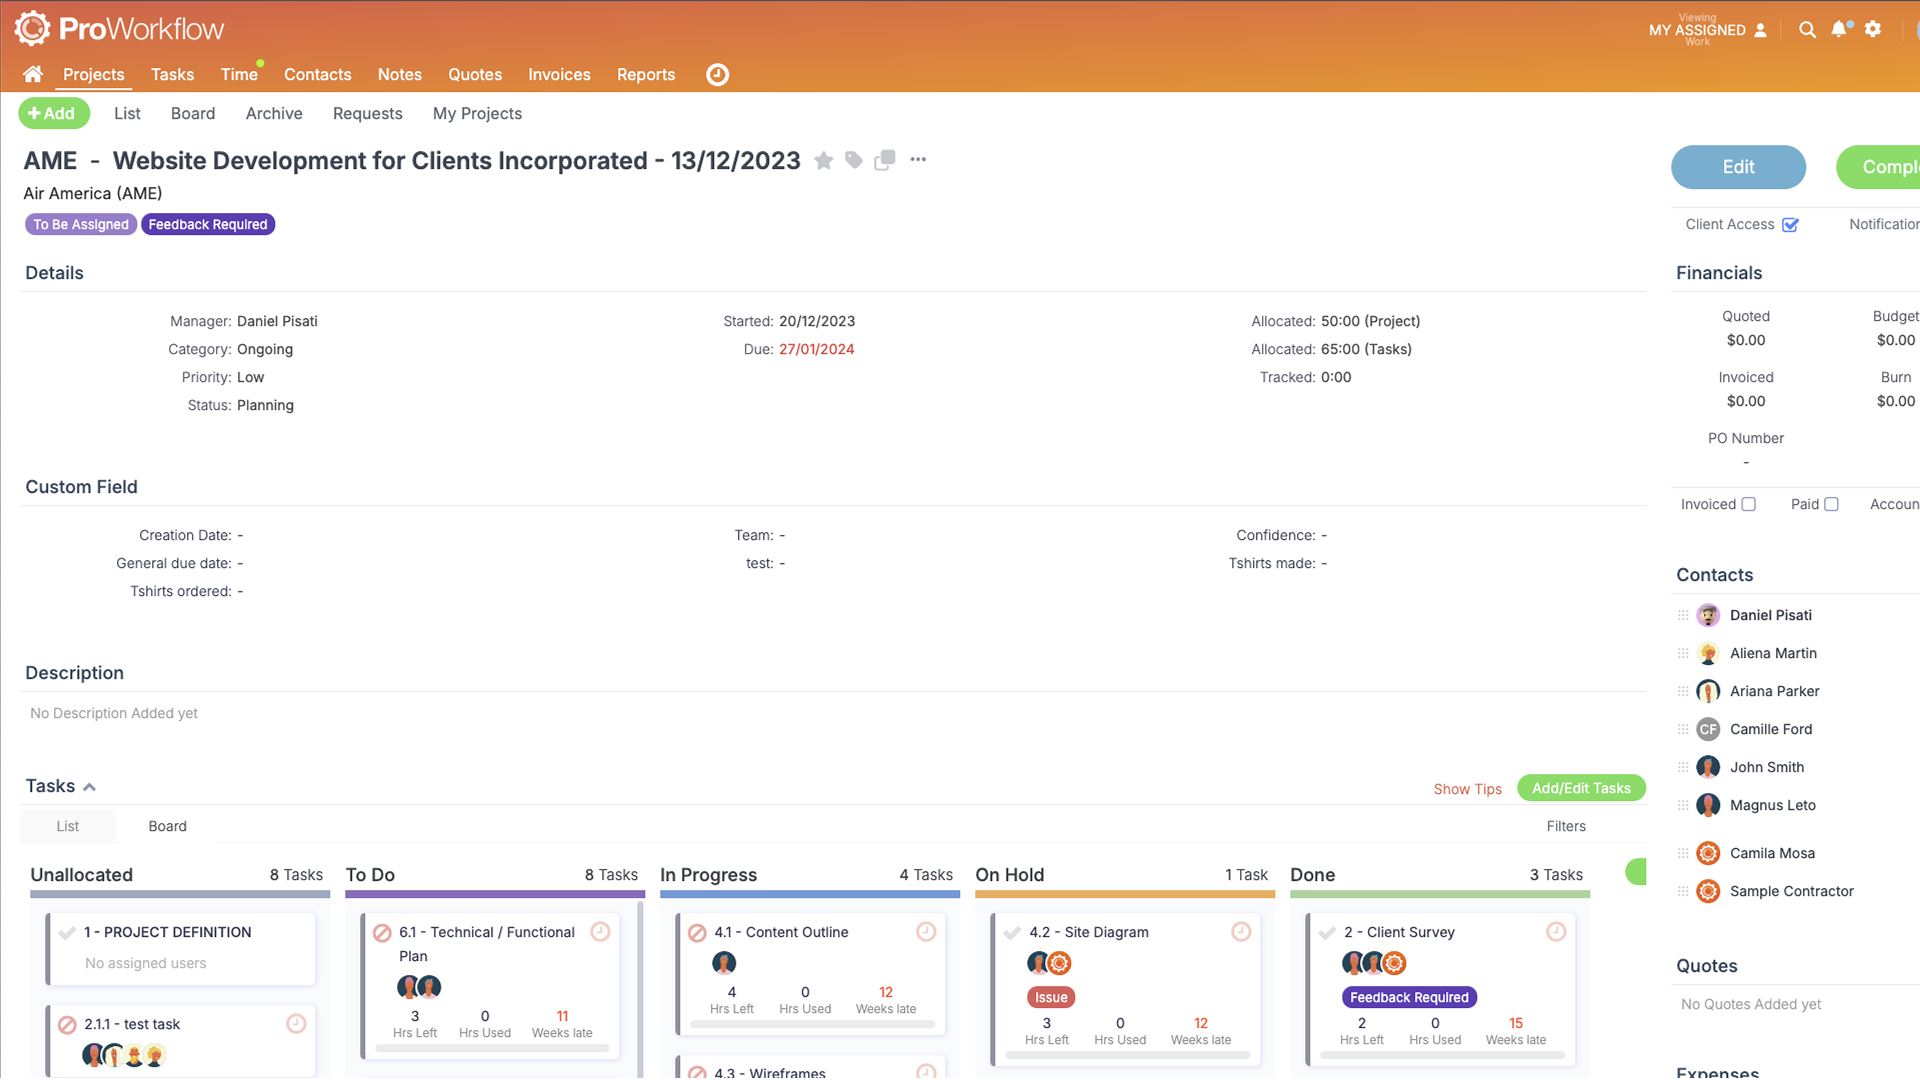 ProWorkflow
Viewing
MY ASSIGNED
Work
Projects Tasks Time Contacts Notes Quotes Invoices Reports
+Add List Board Archive Requests My Projects
AME - Website Development for Clients Incorporated - 13/12/2023 ...
Edit
Air America (AME)
To Be Assigned Feedback Required
Client Access
Details
Financials
Manager: Daniel Pisati Started: 20/12/2023 Allocated: 50:00 (Project)
Category: Ongoing Due: 27/01/2024 Allocated: 65:00 (Tasks)
Priority: Low Tracked: 0:00
Status: Planning
Quoted Budget
$0.00 $0.00
Invoiced Burn
$0.00 $0.00
PO Number
-
Invoiced Paid
Custom Field
Creation Date: - Team: - Confidence: -
General due date: - test: - Tshirts made: -
Tshirts ordered: -
Contacts
Daniel Pisati
Aliena Martin
Ariana Parker
CF Camille Ford
John Smith
Magnus Leto
Camila Mosa
Sample Contractor
Description
No Description Added yet
Tasks Show Tips Add/Edit Tasks
List Board Filters
Unallocated 8 Tasks
1 - PROJECT DEFINITION
No assigned users
2.1.1 - test task
To Do 8 Tasks
6.1 - Technical / Functional
Plan
3 0 11
Hrs Left Hrs Used Weeks late
In Progress 4 Tasks
4.1 - Content Outline
4 0 12
Hrs Left Hrs Used Weeks late
4.3 - Wireframes
On Hold 1 Task
4.2 - Site Diagram
Issue
3 0 12
Hrs Left Hrs Used Weeks late
Done 3 Tasks
2 - Client Survey
Feedback Required
2 0 15
Hrs Left Hrs Used Weeks late
Quotes
No Quotes Added yet
Expenses